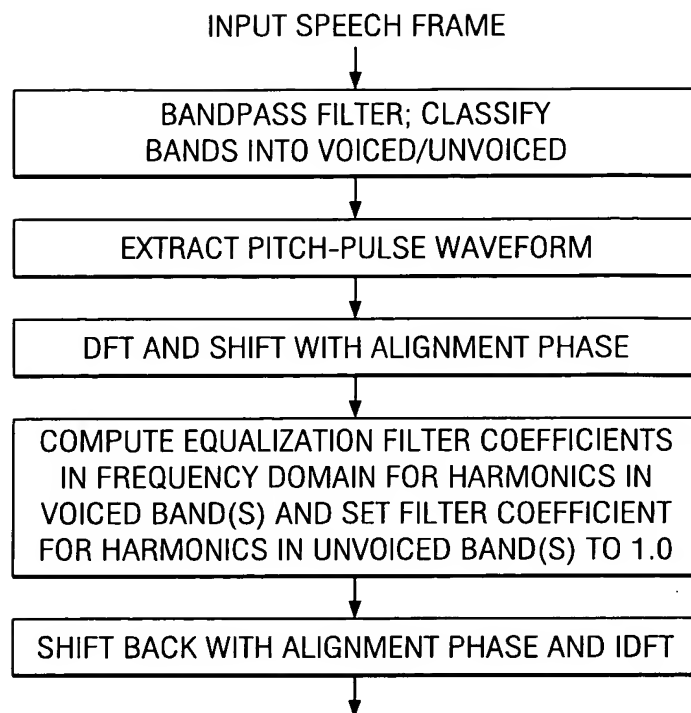 INPUT SPEECH FRAME
BANDPASS FILTER; CLASSIFY
BANDS INTO VOICED/UNVOICED
EXTRACT PITCH-PULSE WAVEFORM
DFT AND SHIFT WITH ALIGNMENT PHASE
COMPUTE EQUALIZATION FILTER COEFFICIENTS
IN FREQUENCY DOMAIN FOR HARMONICS IN
VOICED BAND(S) AND SET FILTER COEFFICIENT
FOR HARMONICS IN UNVOICED BAND(S) TO 1.0
SHIFT BACK WITH ALIGNMENT PHASE AND IDFT